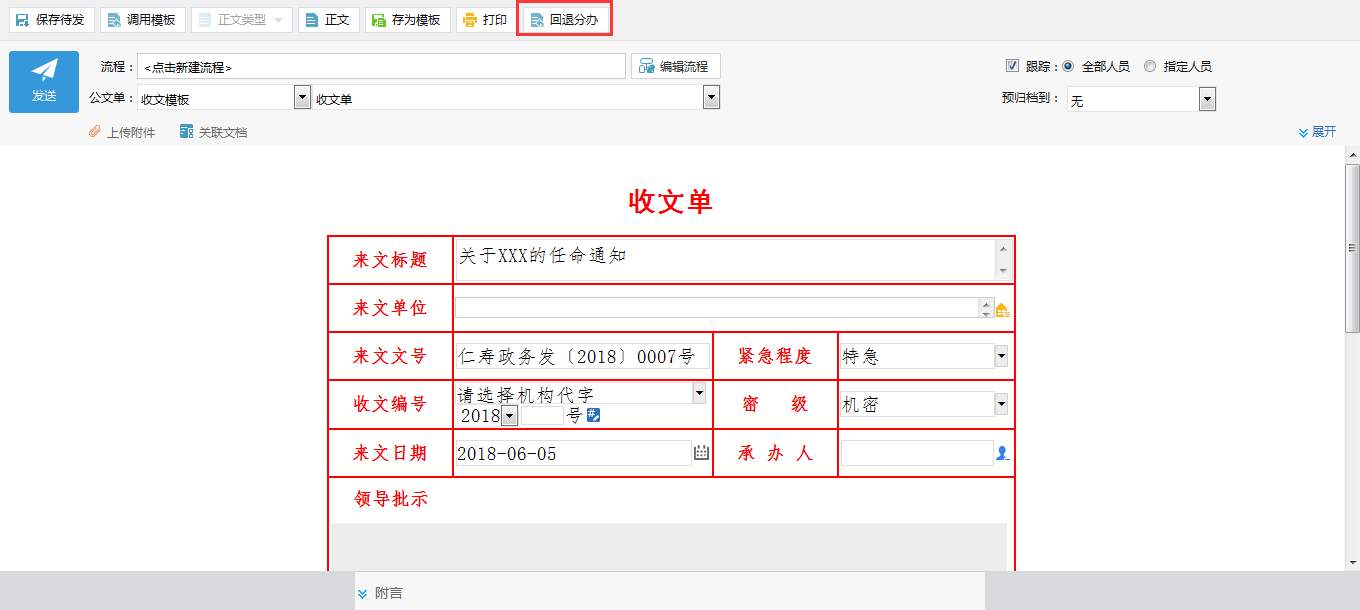 保存待发 调用模板 正文类型 正文 存为模板 打印 回退分办
发送 流程： <点击新建流程> 编辑流程 跟踪： 全部人员 指定人员
公文单： 收文模板 收文单 预归档到： 无
上传附件 关联文档 展开
收文单
来文标题 关于XXX的任命通知
来文单位
来文文号 仁寿政务发〔2018〕0007号 紧急程度 特急
收文编号 请选择机构代字 密 级 机密
2018 号
来文日期 2018-06-05 承办人
领导批示
附言